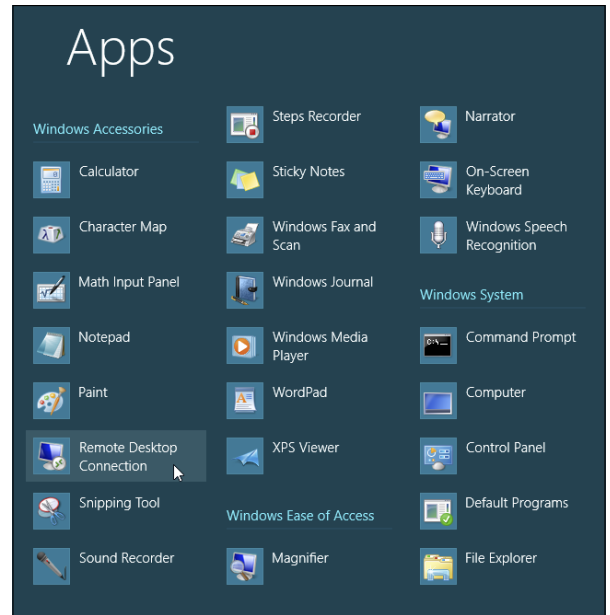 Apps
Windows Accessories
Calculator
Character Map
Math Input Panel
Notepad
Paint
Remote Desktop
Connection
Snipping Tool
Sound Recorder
Steps Recorder
Sticky Notes
Windows Fax and
Scan
Windows Journal
Windows Media
Player
WordPad
XPS Viewer
Windows Ease of Access
Magnifier
Narrator
On-Screen
Keyboard
Windows Speech
Recognition
Windows System
Command Prompt
Computer
Control Panel
Default Programs
File Explorer